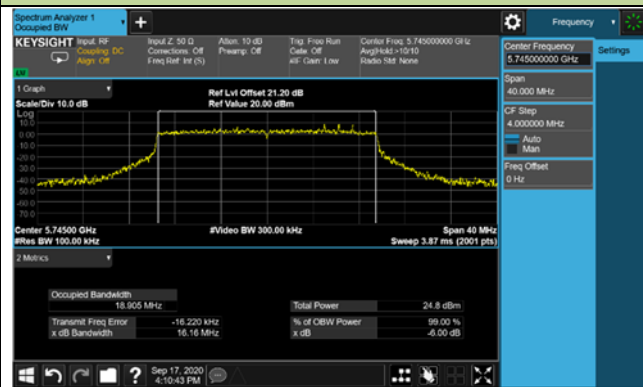 Spectrum Analyzer 1
Occupied BW
+
Frequency
KEYSIGHT
Input: RF
Coupling: DC
Align: Off
Input Z: 50 Ω
Corrections: Off
Freq Ref: Int (S)
Atten: 10 dB
Preamp: Off
Trig: Free Run
Gate: Off
#IF Gain: Low
Center Freq: 5.745000000 GHz
Avg|Hold:>10/10
Radio Std: None
Center Frequency
5.745000000 GHz
Settings
Span
40.000 MHz
CF Step
4.000000 MHz
Auto
Man
Freq Offset
0 Hz
1 Graph
Scale/Div 10.0 dB
Ref Lvl Offset 21.20 dB
Ref Value 20.00 dBm
Log
10.0
0.00
-10.0
-20.0
-30.0
-40.0
-50.0
-60.0
-70.0
Center 5.74500 GHz
#Video BW 300.00 kHz
Span 40 MHz
#Res BW 100.00 kHz
Sweep 3.87 ms (2001 pts)
2 Metrics
Occupied Bandwidth
18.905 MHz
Total Power 24.8 dBm
Transmit Freq Error -16.220 kHz
% of OBW Power 99.00 %
x dB Bandwidth 16.16 MHz
x dB -6.00 dB
?
Sep 17, 2020
4:10:43 PM